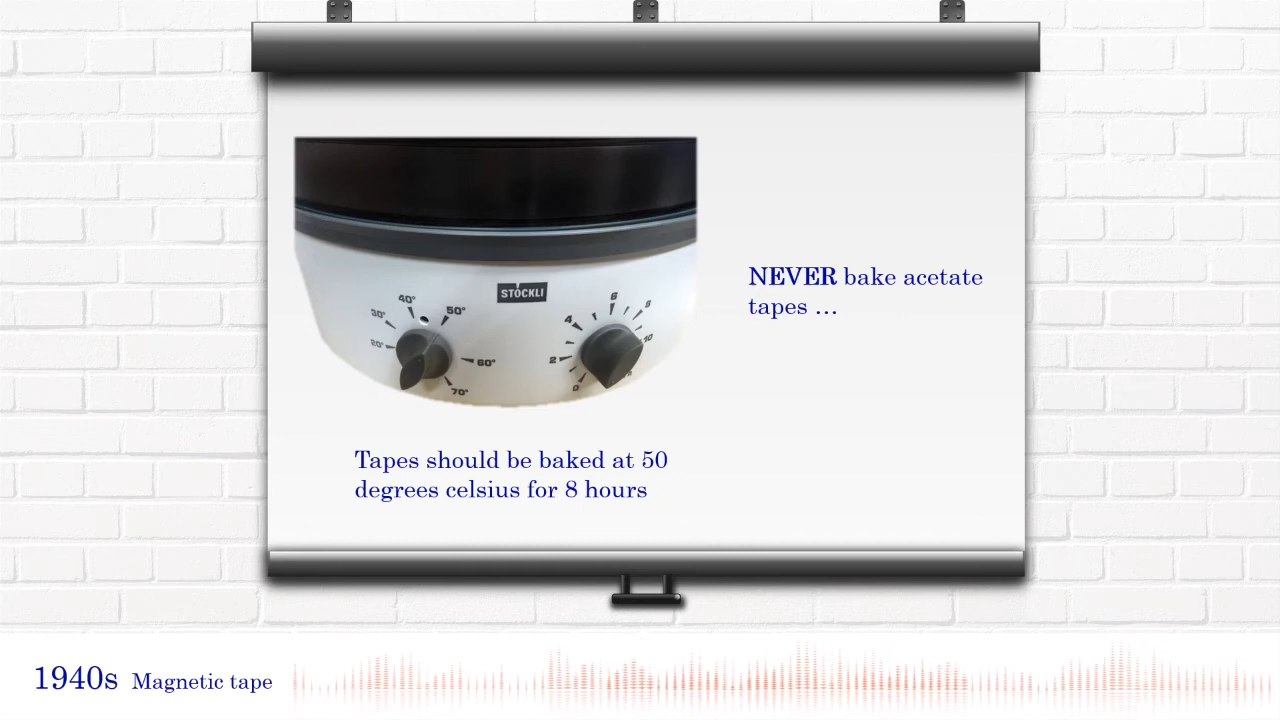 STÖCKLI
40°
50°
30°
20°
60°
70°
6
8
4
10
2
0
NEVER bake acetate
tapes ...
Tapes should be baked at 50
degrees celsius for 8 hours
1940s Magnetic tape